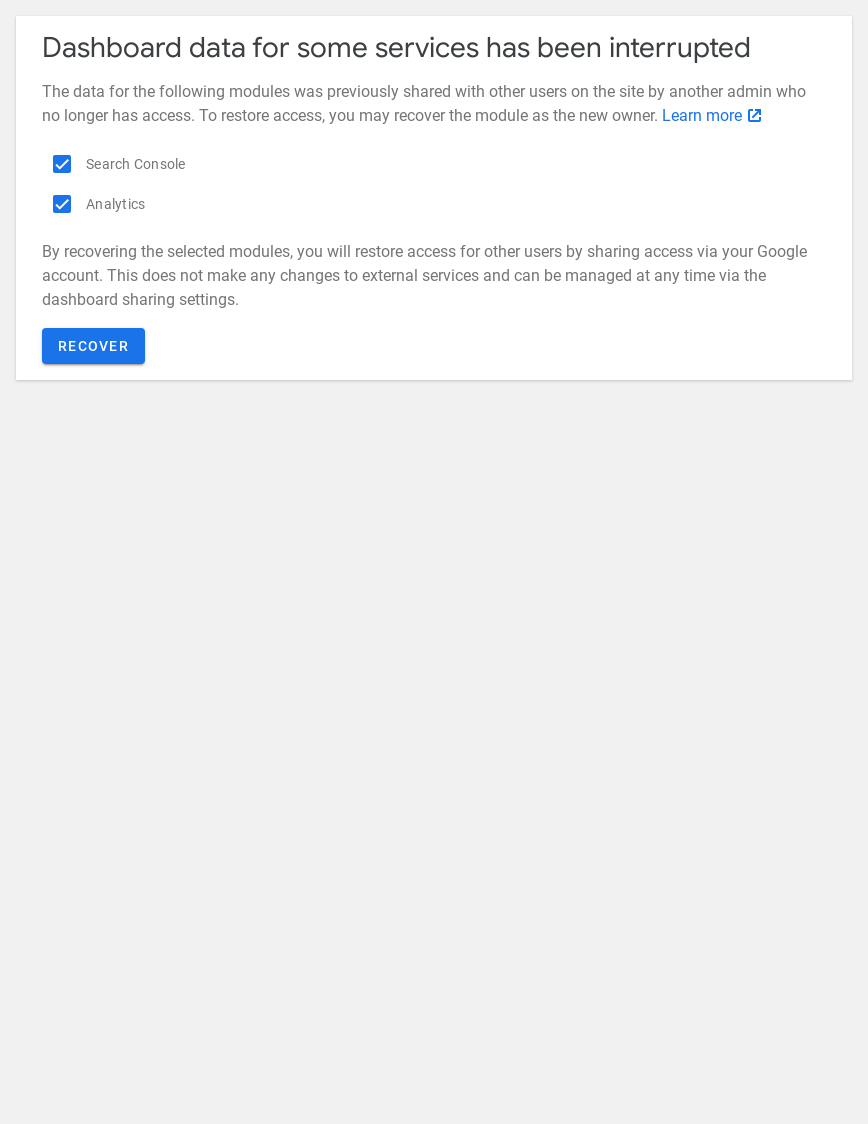 Dashboard data for some services has been interrupted
The data for the following modules was previously shared with other users on the site by another admin who
no longer has access. To restore access, you may recover the module as the new owner. Learn more
Search Console
Analytics
By recovering the selected modules, you will restore access for other users by sharing access via your Google
account. This does not make any changes to external services and can be managed at any time via the
dashboard sharing settings.
RECOVER